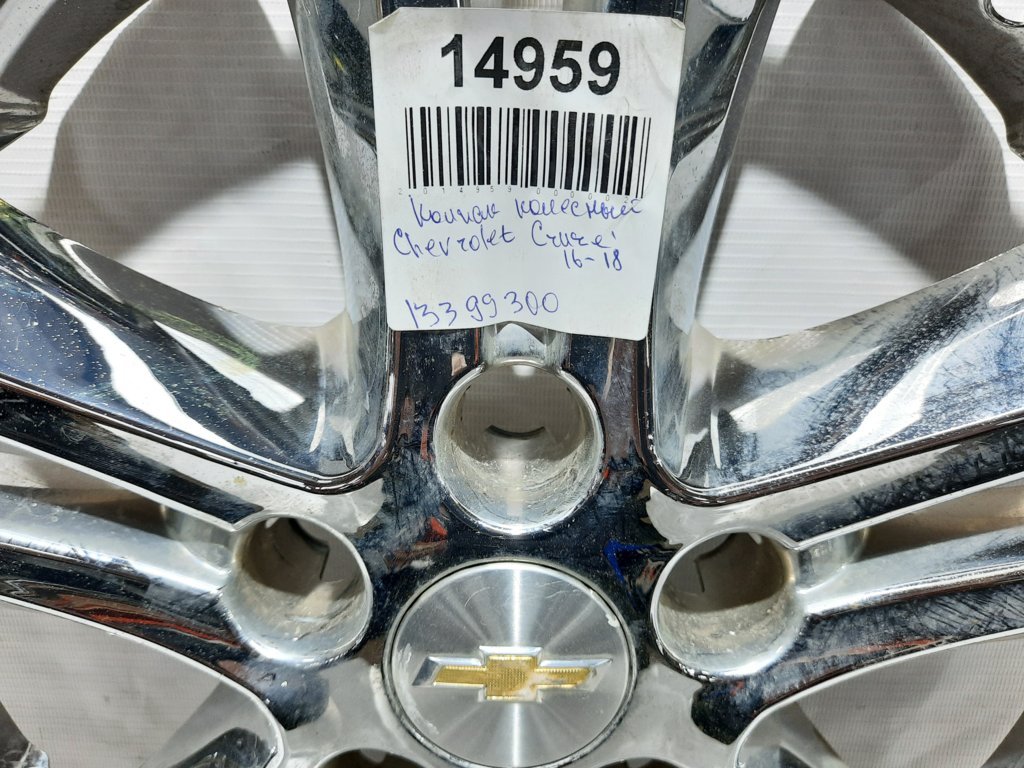 14959
Колпак колесный
Chevrolet Cruze
16-18
13399300